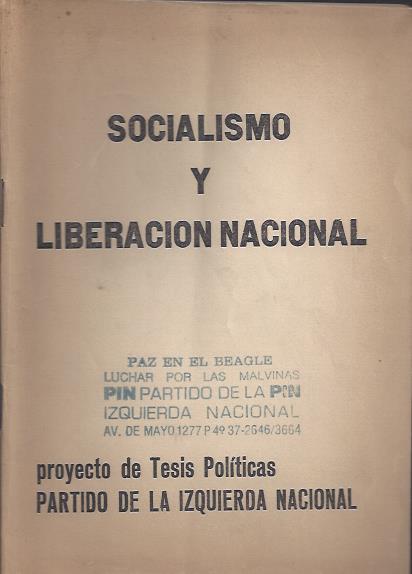 SOCIALISMO
Y
LIBERACION NACIONAL
PAZ EN EL BEAGLE
LUCHAR POR LAS MALVINAS
PIN PARTIDO DE LA PIN
IZQUIERDA NACIONAL
AV. DE MAYO 1277 P 4º 37-2646/3664
proyecto de Tesis Políticas
PARTIDO DE LA IZQUIERDA NACIONAL